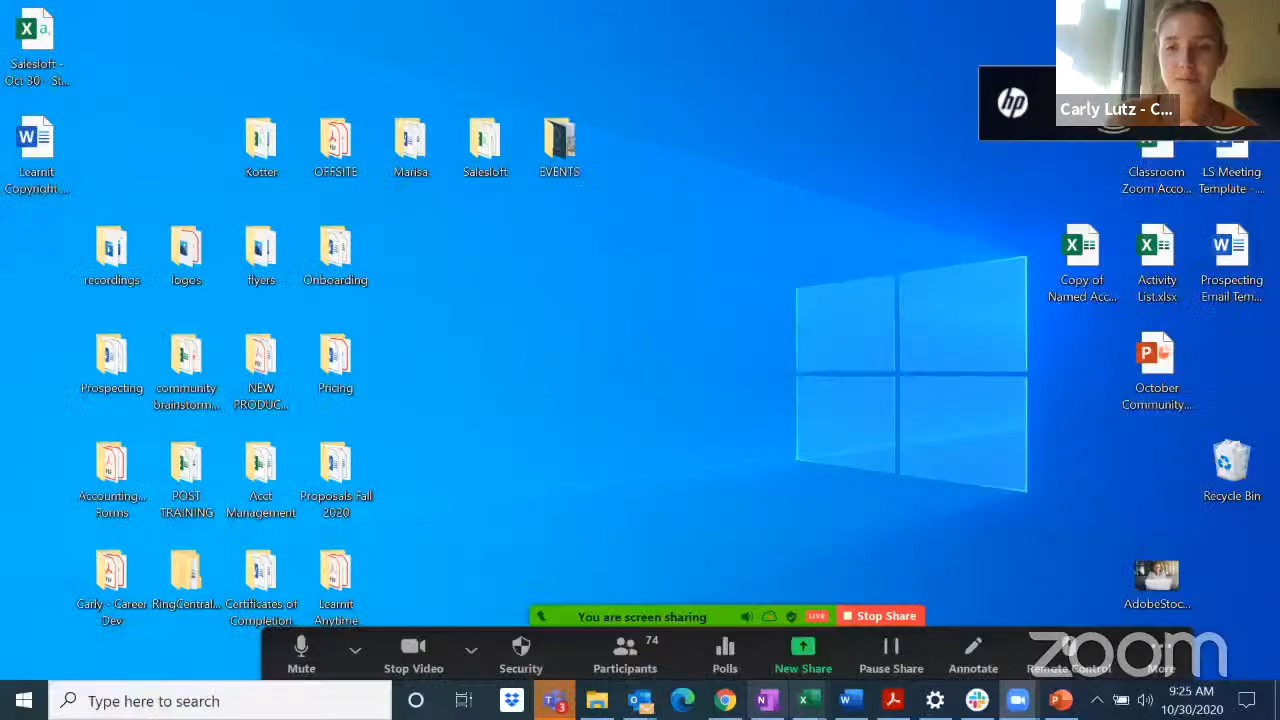 Salesloft -
Oct 30 - St...
Learnit
Copyright ...
Kotter
OFFSITE
Marisa
Salesloft
EVENTS
hp
Carly Lutz - C...
Classroom
Zoom Acco...
LS Meeting
Template - ...
recordings
logos
flyers
Onboarding
Copy of
Named Acc...
Activity
List.xlsx
Prospecting
Email Tem...
Prospecting
community
brainstorm...
NEW
PRODUC...
Pricing
October
Community...
Accounting...
Forms
POST
TRAINING
Acct
Management
Proposals Fall
2020
Recycle Bin
Carly - Career
Dev
RingCentral...
Certificates of
Completion
Learnit
Anytime
AdobeStoc...
You are screen sharing
LIVE
Stop Share
Mute
Stop Video
Security
Participants
74
Polls
New Share
Pause Share
Annotate
Remote Control
More
zoom
Type here to search
3
9:25 AM
10/30/2020